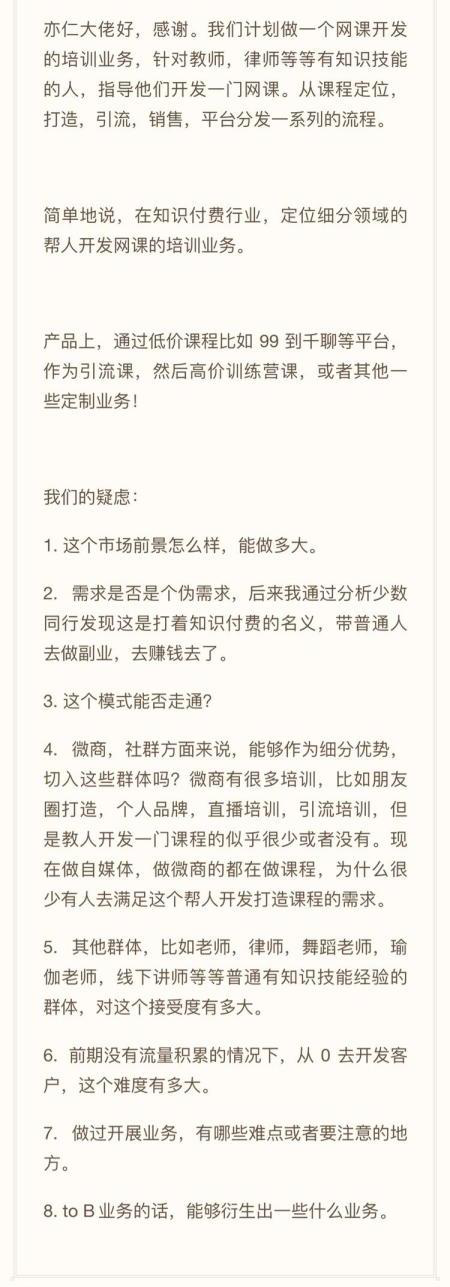 亦仁大佬好，感谢。我们计划做一个网课开发
的培训业务，针对教师，律师等等有知识技能
的人，指导他们开发一门网课。从课程定位，
打造，引流，销售，平台分发一系列的流程。
简单地说，在知识付费行业，定位细分领域的
帮人开发网课的培训业务。
产品上，通过低价课程比如 99 到千聊等平台，
作为引流课，然后高价训练营课，或者其他一
些定制业务！
我们的疑虑：
1. 这个市场前景怎么样，能做多大。
2. 需求是否是个伪需求，后来我通过分析少数
同行发现这是打着知识付费的名义，带普通人
去做副业，去赚钱去了。
3. 这个模式能否走通？
4. 微商，社群方面来说，能够作为细分优势，
切入这些群体吗？微商有很多培训，比如朋友
圈打造，个人品牌，直播培训，引流培训，但
是教人开发一门课程的似乎很少或者没有。现
在做自媒体，做微商的都在做课程，为什么很
少有人去满足这个帮人开发打造课程的需求。
5. 其他群体，比如老师，律师，舞蹈老师，瑜
伽老师，线下讲师等等普通有知识技能经验的
群体，对这个接受度有多大。
6. 前期没有流量积累的情况下，从 0 去开发客
户，这个难度有多大。
7. 做过开展业务，有哪些难点或者要注意的地
方。
8. to B 业务的话，能够衍生出一些什么业务。